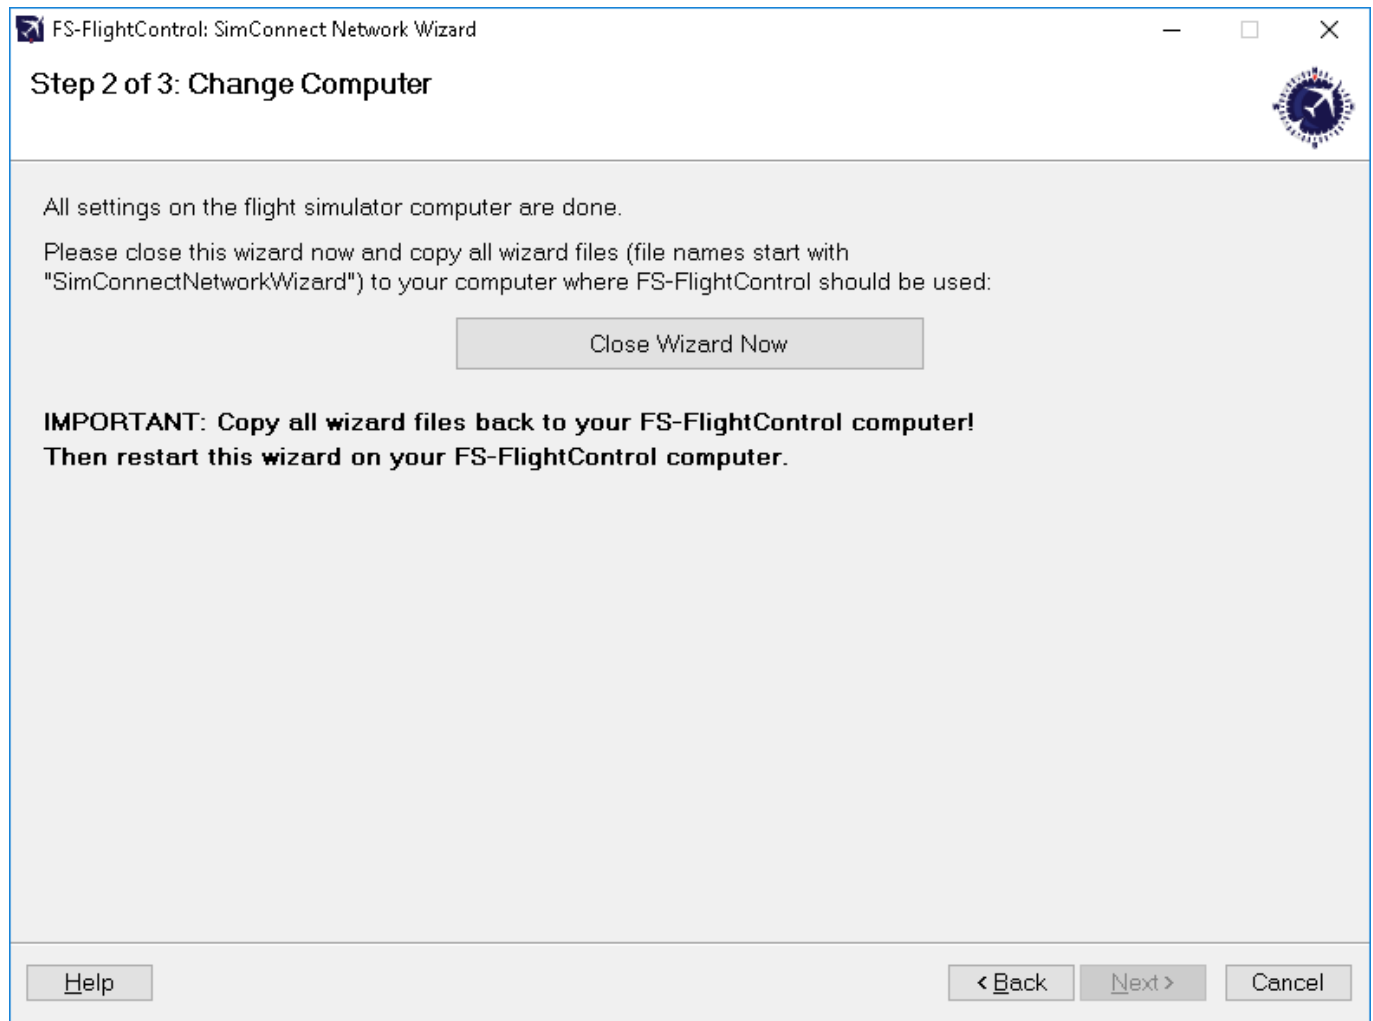 FS-FlightControl: SimConnect Network Wizard
Step 2 of 3: Change Computer
All settings on the flight simulator computer are done.
Please close this wizard now and copy all wizard files (file names start with
"SimConnectNetworkWizard") to your computer where FS-FlightControl should be used:
Close Wizard Now
IMPORTANT: Copy all wizard files back to your FS-FlightControl computer!
Then restart this wizard on your FS-FlightControl computer.
Help
< Back
Next >
Cancel